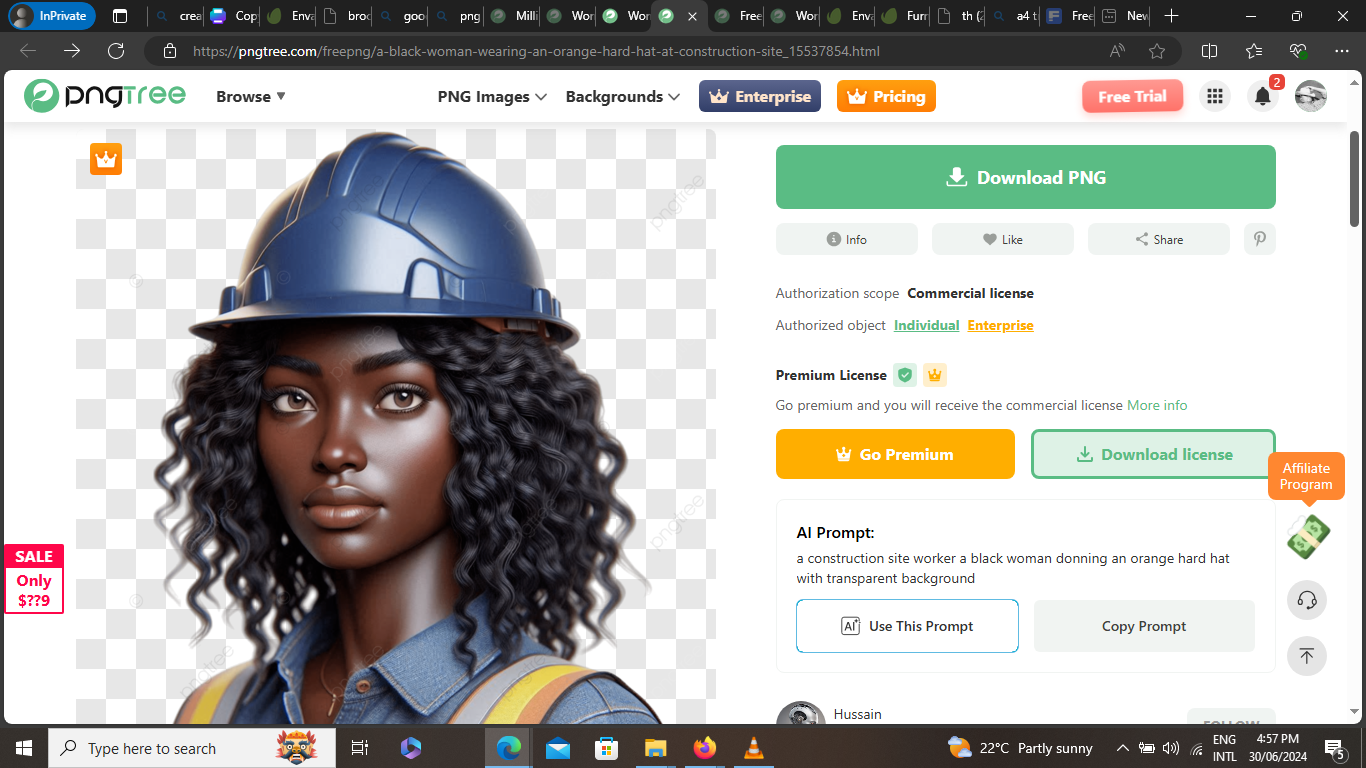 InPrivate
crea
Cop
Enva
broc
goo
png
Milli
Wor
Wor
Free
Wor
Enva
Furr
th (2
a4 t
Free
New
https://pngtree.com/freepng/a-black-woman-wearing-an-orange-hard-hat-at-construction-site_15537854.html
pngtree
Browse
PNG Images
Backgrounds
Enterprise
Pricing
Free Trial
2
Download PNG
Info
Like
Share
Authorization scope Commercial license
Authorized object Individual Enterprise
Premium License
Go premium and you will receive the commercial license More info
Go Premium
Download license
Affiliate
Program
AI Prompt:
a construction site worker a black woman donning an orange hard hat
with transparent background
AI Use This Prompt
Copy Prompt
Hussain
FOLLOW
SALE
Only
$??9
pngtree
pngtree
pngtree
Type here to search
22°C Partly sunny
ENG
INTL
4:57 PM
30/06/2024
5